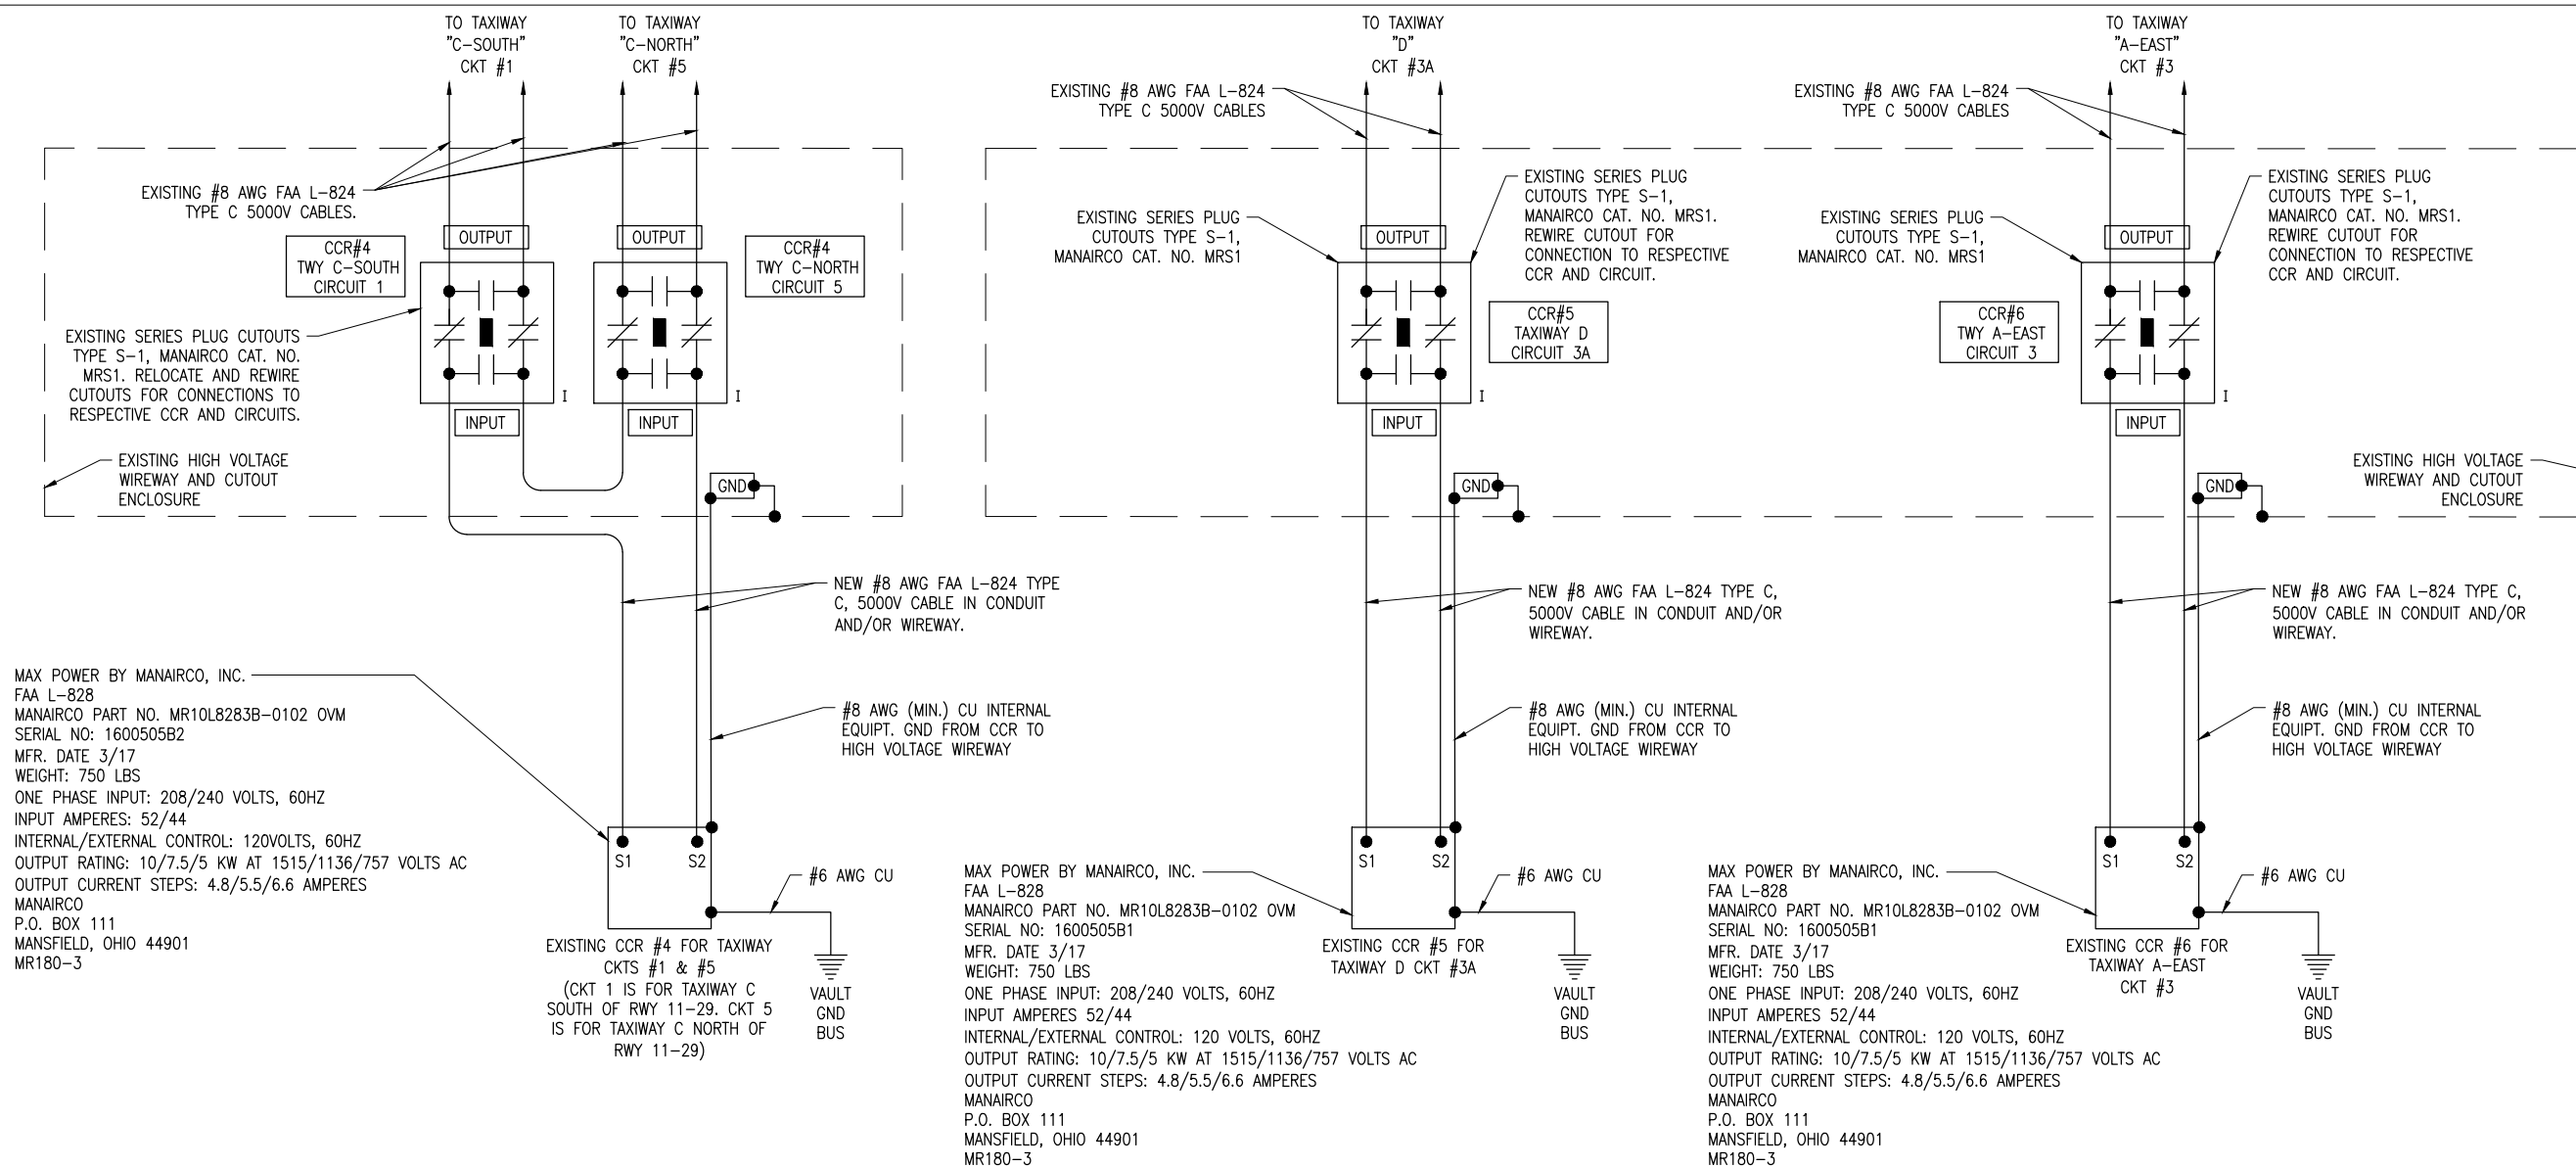 TO TAXIWAY
"C-SOUTH"
CKT #1
TO TAXIWAY
"C-NORTH"
CKT #5
EXISTING #8 AWG FAA L-824
TYPE C 5000V CABLES.
OUTPUT
OUTPUT
CCR#4
TWY C-SOUTH
CIRCUIT 1
CCR#4
TWY C-NORTH
CIRCUIT 5
EXISTING SERIES PLUG CUTOUTS
TYPE S-1, MANAIRCO CAT. NO.
MRS1. RELOCATE AND REWIRE
CUTOUTS FOR CONNECTIONS TO
RESPECTIVE CCR AND CIRCUITS.
I
I
INPUT
INPUT
EXISTING HIGH VOLTAGE
WIREWAY AND CUTOUT
ENCLOSURE
GND
NEW #8 AWG FAA L-824 TYPE
C, 5000V CABLE IN CONDUIT
AND/OR WIREWAY.
MAX POWER BY MANAIRCO, INC.
FAA L-828
MANAIRCO PART NO. MR10L8283B-0102 OVM
SERIAL NO: 1600505B2
MFR. DATE 3/17
WEIGHT: 750 LBS
ONE PHASE INPUT: 208/240 VOLTS, 60HZ
INPUT AMPERES: 52/44
INTERNAL/EXTERNAL CONTROL: 120VOLTS, 60HZ
OUTPUT RATING: 10/7.5/5 KW AT 1515/1136/757 VOLTS AC
OUTPUT CURRENT STEPS: 4.8/5.5/6.6 AMPERES
MANAIRCO
P.O. BOX 111
MANSFIELD, OHIO 44901
MR180-3
#8 AWG (MIN.) CU INTERNAL
EQUIPT. GND FROM CCR TO
HIGH VOLTAGE WIREWAY
S1
S2
#6 AWG CU
EXISTING CCR #4 FOR TAXIWAY
CKTS #1 & #5
(CKT 1 IS FOR TAXIWAY C
SOUTH OF RWY 11-29. CKT 5
IS FOR TAXIWAY C NORTH OF
RWY 11-29)
VAULT
GND
BUS
TO TAXIWAY
"D"
CKT #3A
EXISTING #8 AWG FAA L-824
TYPE C 5000V CABLES
EXISTING SERIES PLUG
CUTOUTS TYPE S-1,
MANAIRCO CAT. NO. MRS1
OUTPUT
EXISTING SERIES PLUG
CUTOUTS TYPE S-1,
MANAIRCO CAT. NO. MRS1.
REWIRE CUTOUT FOR
CONNECTION TO RESPECTIVE
CCR AND CIRCUIT.
CCR#5
TAXIWAY D
CIRCUIT 3A
I
INPUT
GND
NEW #8 AWG FAA L-824 TYPE C,
5000V CABLE IN CONDUIT AND/OR
WIREWAY.
#8 AWG (MIN.) CU INTERNAL
EQUIPT. GND FROM CCR TO
HIGH VOLTAGE WIREWAY
S1
S2
#6 AWG CU
MAX POWER BY MANAIRCO, INC.
FAA L-828
MANAIRCO PART NO. MR10L8283B-0102 OVM
SERIAL NO: 1600505B1
MFR. DATE 3/17
WEIGHT: 750 LBS
ONE PHASE INPUT: 208/240 VOLTS, 60HZ
INPUT AMPERES 52/44
INTERNAL/EXTERNAL CONTROL: 120 VOLTS, 60HZ
OUTPUT RATING: 10/7.5/5 KW AT 1515/1136/757 VOLTS AC
OUTPUT CURRENT STEPS: 4.8/5.5/6.6 AMPERES
MANAIRCO
P.O. BOX 111
MANSFIELD, OHIO 44901
MR180-3
EXISTING CCR #5 FOR
TAXIWAY D CKT #3A
VAULT
GND
BUS
TO TAXIWAY
"A-EAST"
CKT #3
EXISTING #8 AWG FAA L-824
TYPE C 5000V CABLES
EXISTING SERIES PLUG
CUTOUTS TYPE S-1,
MANAIRCO CAT. NO. MRS1
OUTPUT
EXISTING SERIES PLUG
CUTOUTS TYPE S-1,
MANAIRCO CAT. NO. MRS1.
REWIRE CUTOUT FOR
CONNECTION TO RESPECTIVE
CCR AND CIRCUIT.
CCR#6
TWY A-EAST
CIRCUIT 3
I
INPUT
GND
EXISTING HIGH VOLTAGE
WIREWAY AND CUTOUT
ENCLOSURE
NEW #8 AWG FAA L-824 TYPE C,
5000V CABLE IN CONDUIT AND/OR
WIREWAY.
#8 AWG (MIN.) CU INTERNAL
EQUIPT. GND FROM CCR TO
HIGH VOLTAGE WIREWAY
S1
S2
#6 AWG CU
MAX POWER BY MANAIRCO, INC.
FAA L-828
MANAIRCO PART NO. MR10L8283B-0102 OVM
SERIAL NO: 1600505B1
MFR. DATE 3/17
WEIGHT: 750 LBS
ONE PHASE INPUT: 208/240 VOLTS, 60HZ
INPUT AMPERES 52/44
INTERNAL/EXTERNAL CONTROL: 120 VOLTS, 60HZ
OUTPUT RATING: 10/7.5/5 KW AT 1515/1136/757 VOLTS AC
OUTPUT CURRENT STEPS: 4.8/5.5/6.6 AMPERES
MANAIRCO
P.O. BOX 111
MANSFIELD, OHIO 44901
MR180-3
EXISTING CCR #6 FOR
TAXIWAY A-EAST
CKT #3
VAULT
GND
BUS